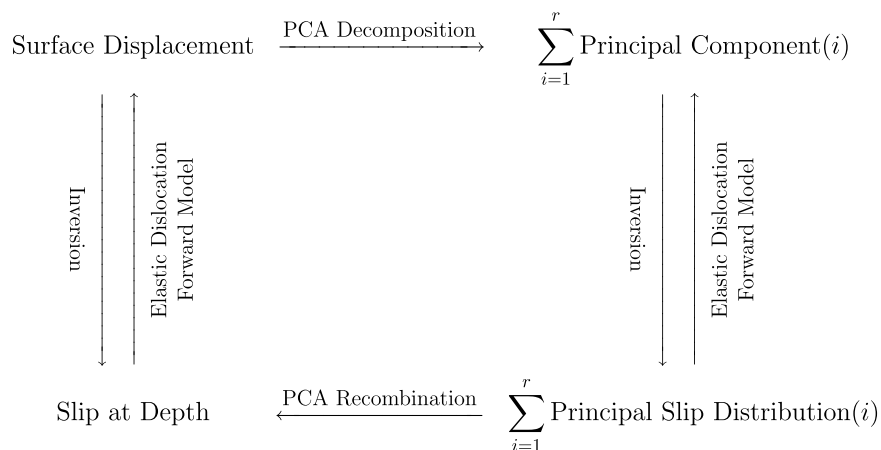 Surface Displacement
PCA Decomposition
r
∑ Principal Component(i)
i=1
Inversion
Elastic Dislocation
Forward Model
Inversion
Elastic Dislocation
Forward Model
Slip at Depth
PCA Recombination
r
∑ Principal Slip Distribution(i)
i=1